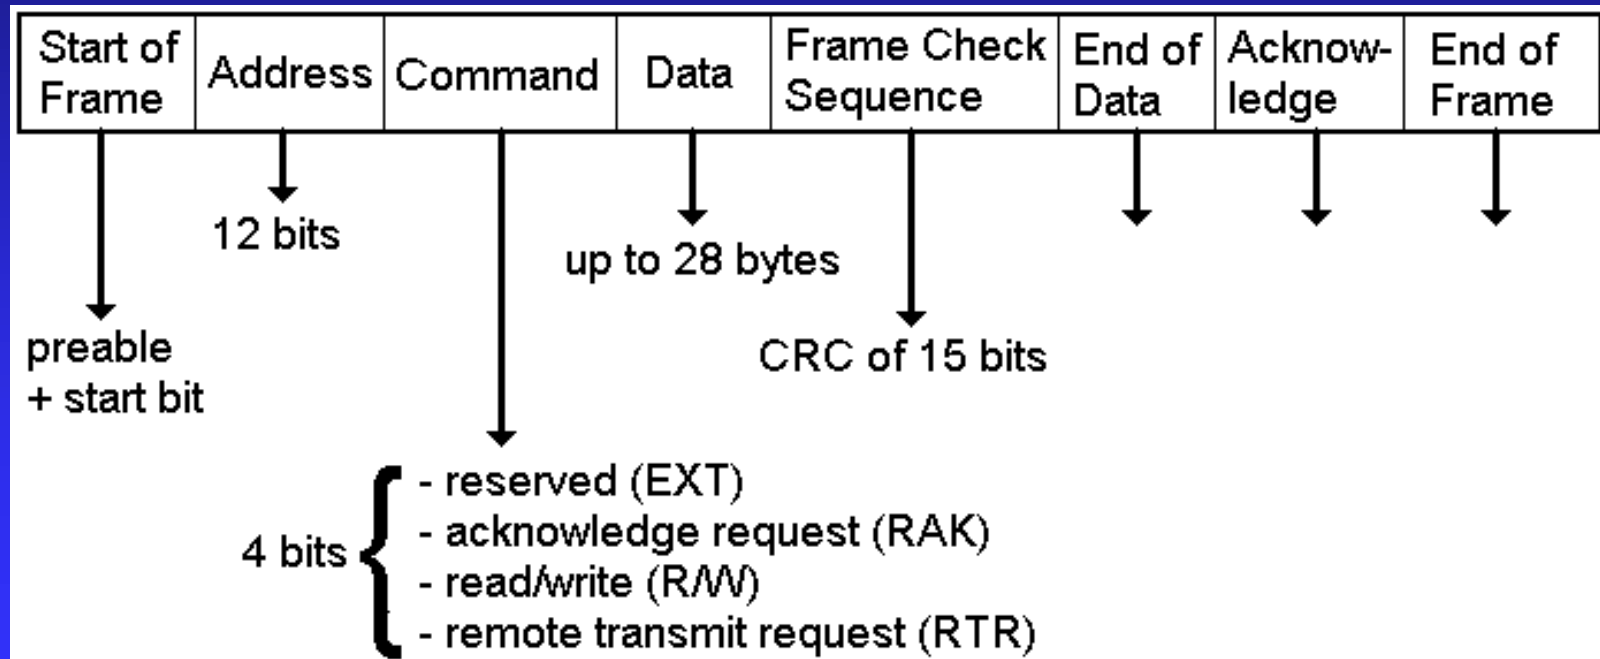 Start of
Frame
Address
Command
Data
Frame Check
Sequence
End of
Data
Acknow-
ledge
End of
Frame
12 bits
up to 28 bytes
preable
+ start bit
CRC of 15 bits
4 bits
- reserved (EXT)
- acknowledge request (RAK)
- read/write (R/W)
- remote transmit request (RTR)